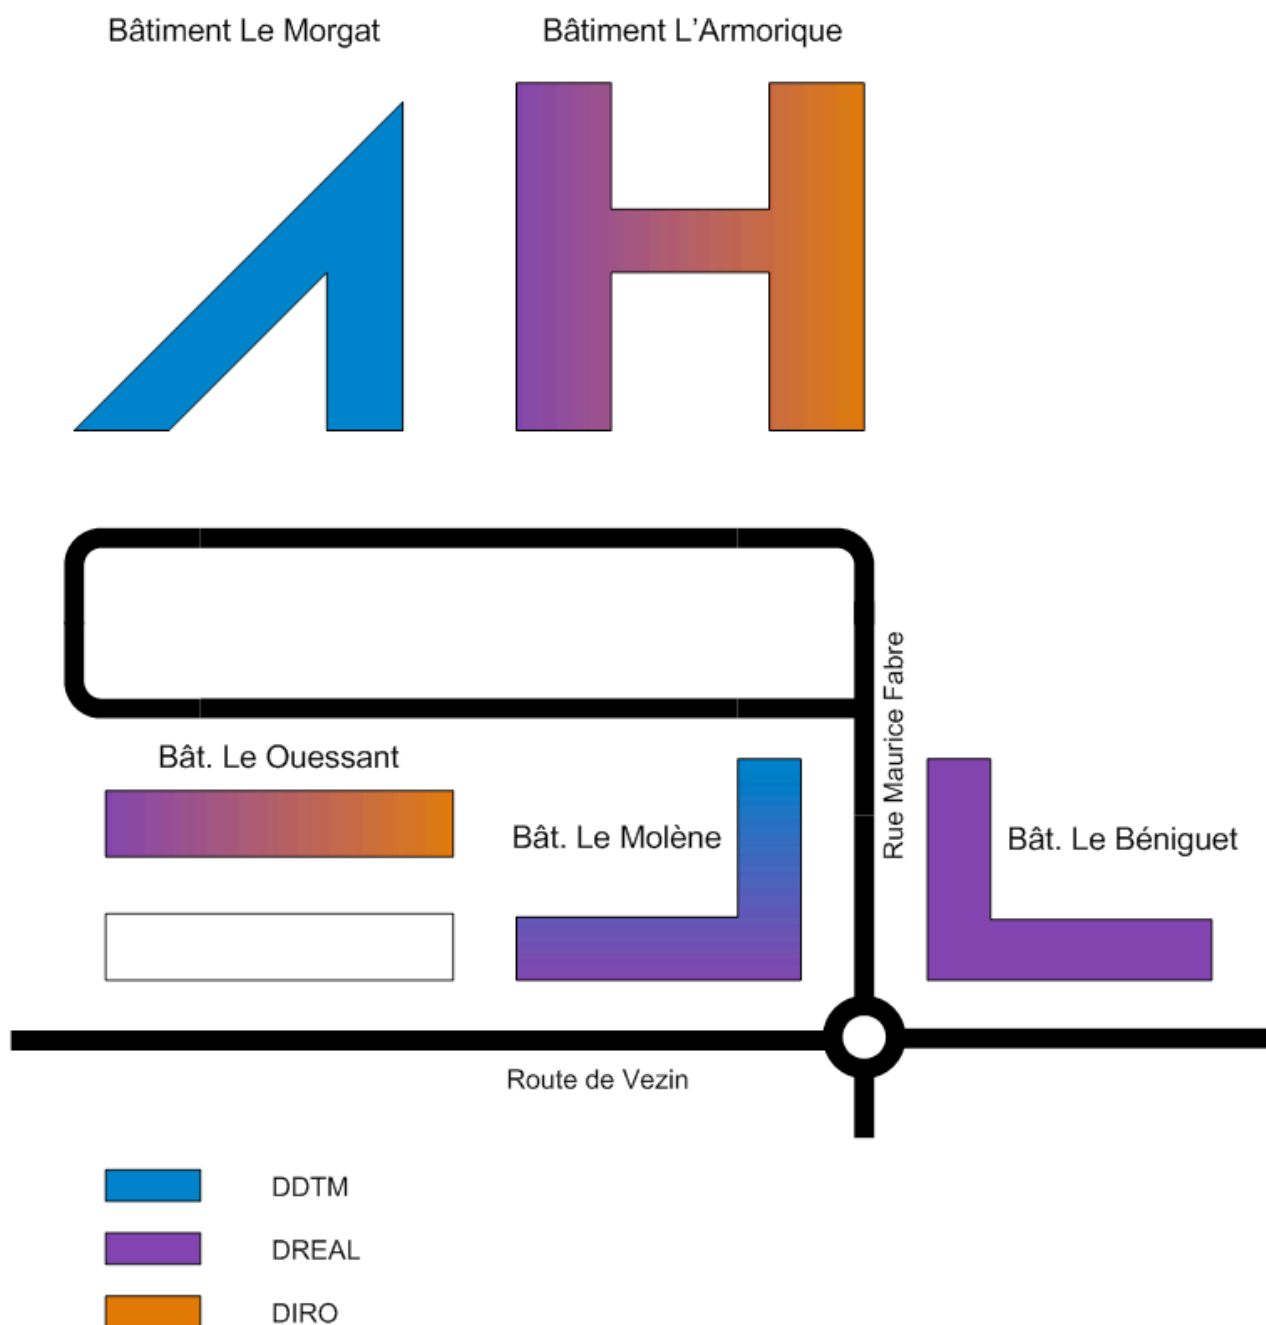 Bâtiment Le Morgat
Bâtiment L'Armorique
Rue Maurice Fabre
Bât. Le Ouessant
Bât. Le Molène
Bât. Le Béniguet
Route de Vezin
DDTM
DREAL
DIRO